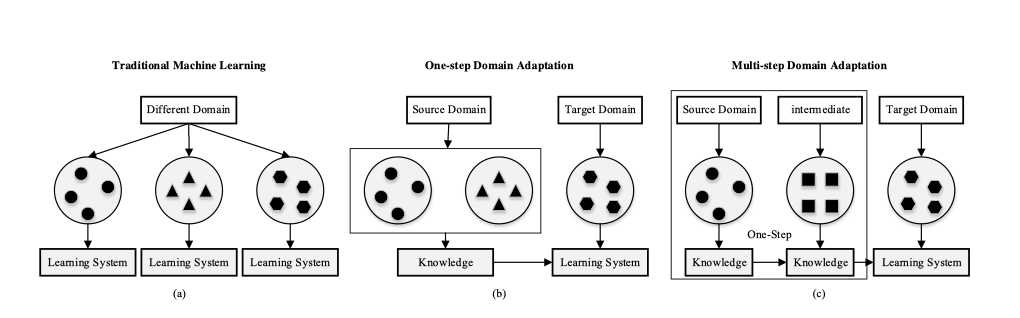 Traditional Machine Learning
Different Domain
Learning System
Learning System
Learning System
(a)
One-step Domain Adaptation
Source Domain
Target Domain
Knowledge
Learning System
(b)
Multi-step Domain Adaptation
Source Domain
intermediate
Target Domain
One-Step
Knowledge
Knowledge
Learning System
(c)